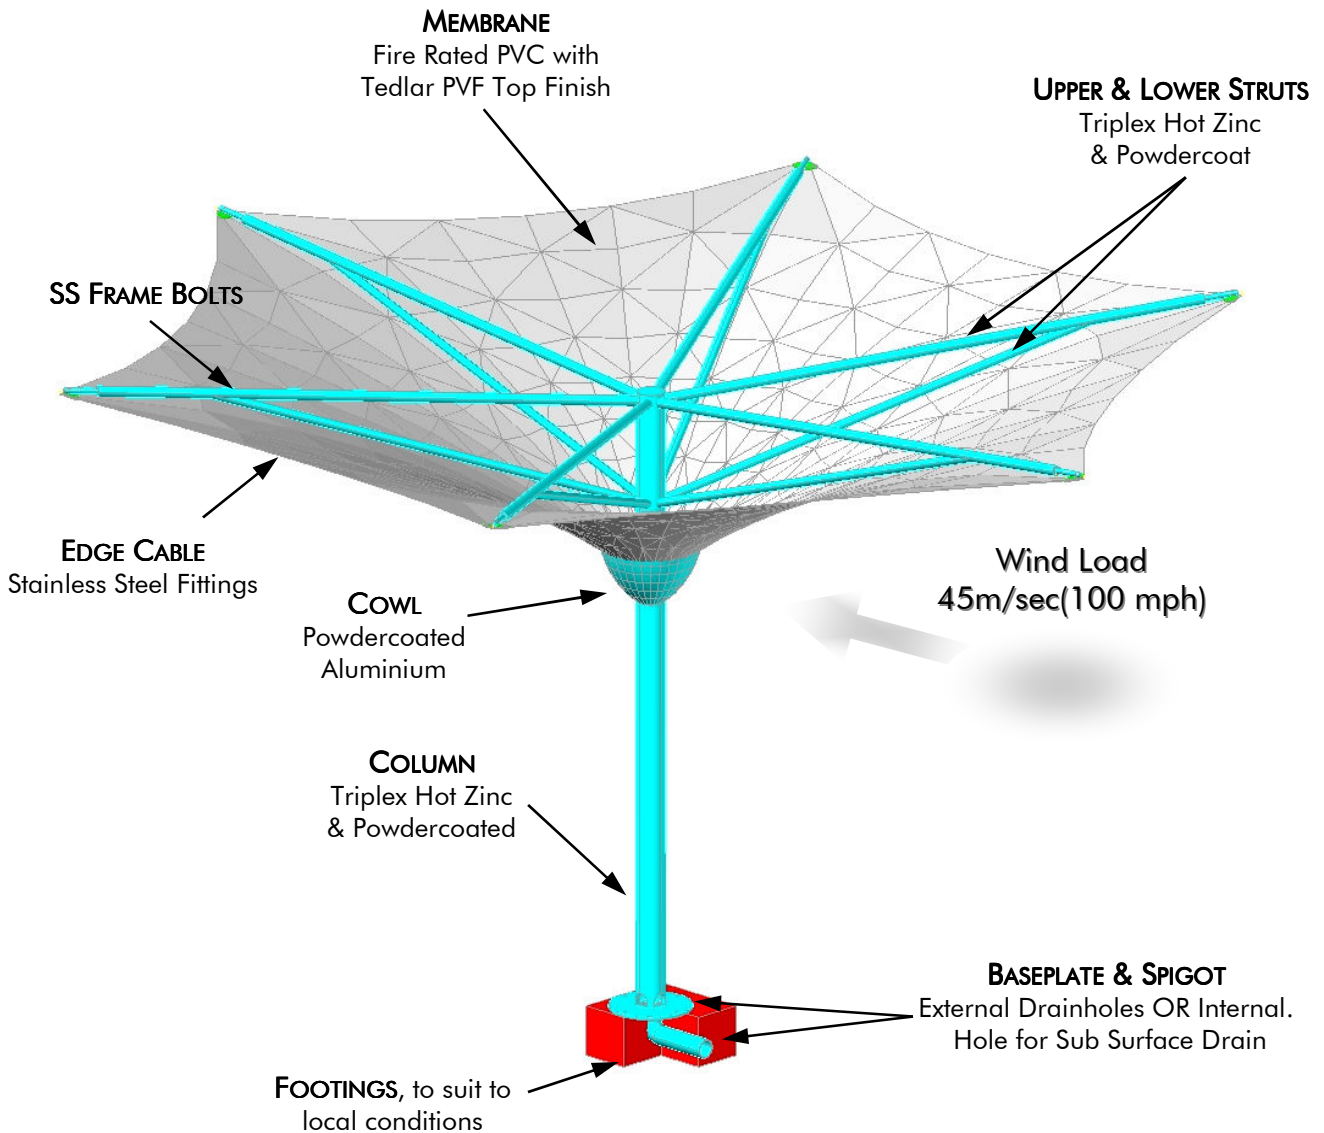 MEMBRANE
Fire Rated PVC with
Tedlar PVF Top Finish
UPPER & LOWER STRUTS
Triplex Hot Zinc
& Powdercoat
SS FRAME BOLTS
EDGE CABLE
Stainless Steel Fittings
Wind Load
45m/sec(100 mph)
COWL
Powdercoated
Aluminium
COLUMN
Triplex Hot Zinc
& Powdercoated
BASEPLATE & SPIGOT
External Drainholes OR Internal.
Hole for Sub Surface Drain
FOOTINGS, to suit to
local conditions